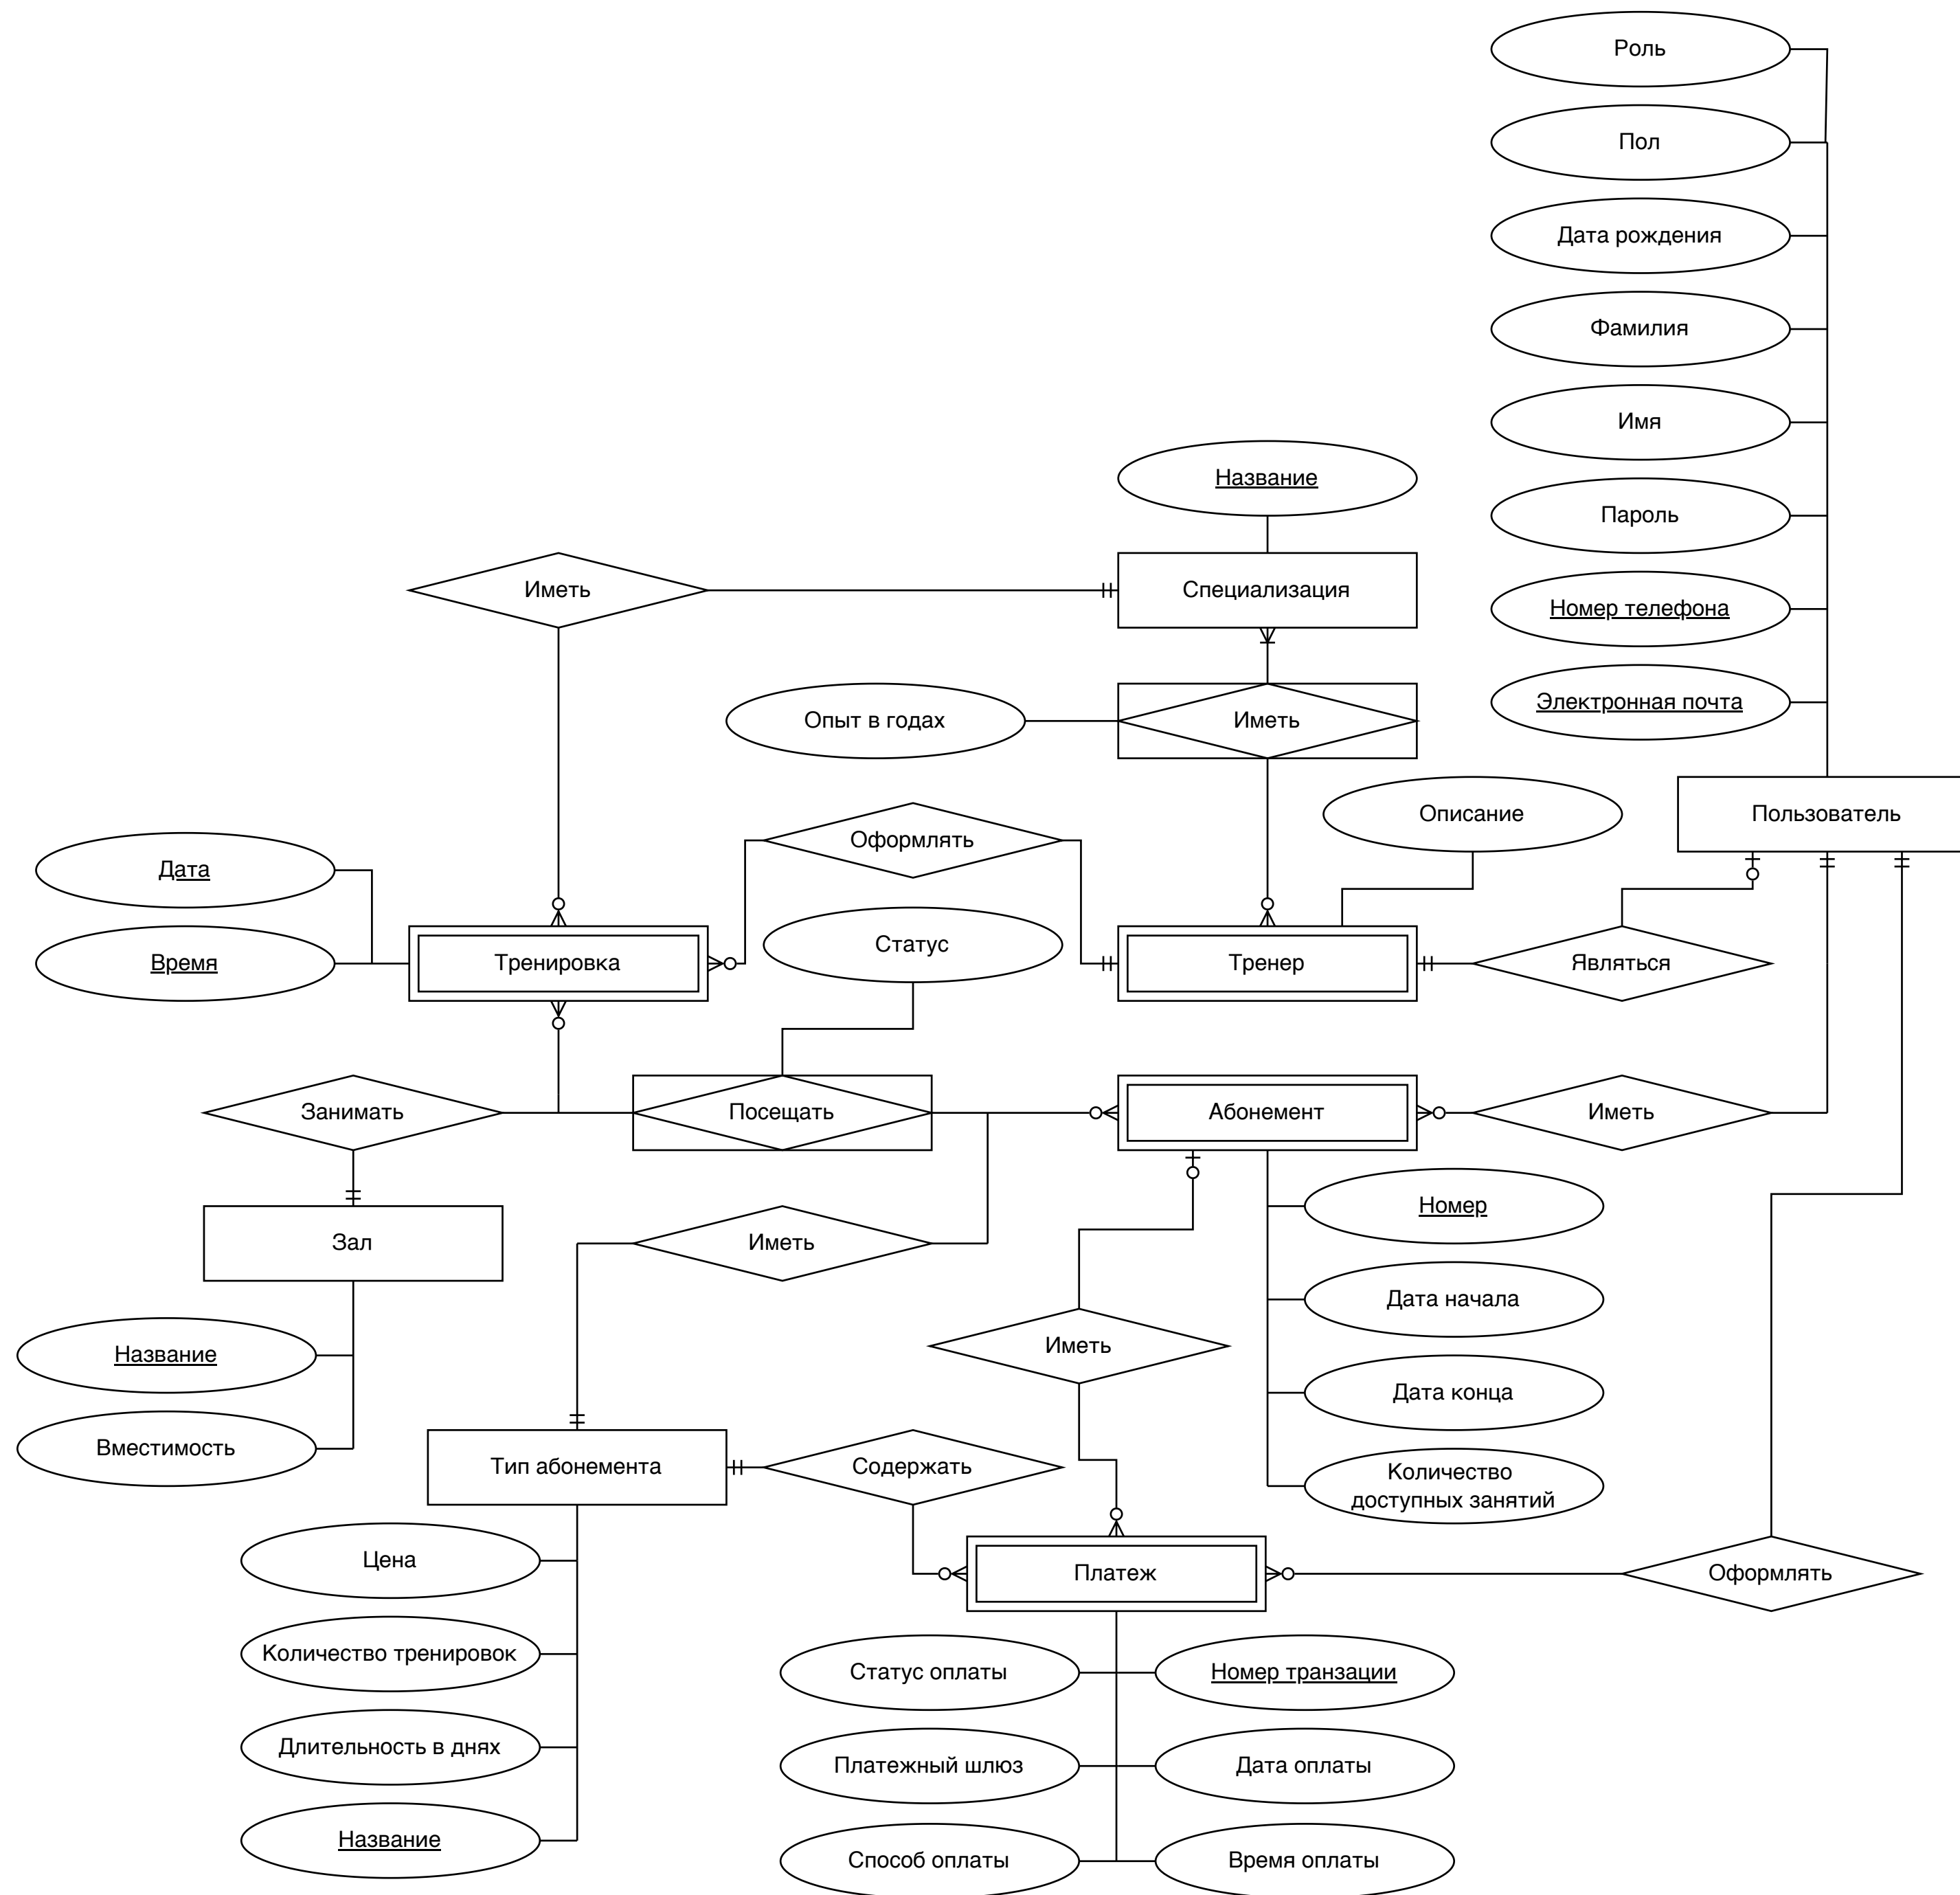 Роль
Пол
Дата рождения
Фамилия
Имя
Название
Пароль
Иметь
Специализация
Номер телефона
Электронная почта
Опыт в годах
Иметь
Описание
Пользователь
Оформлять
Дата
Статус
Время
Тренировка
Тренер
Являться
Занимать
Посещать
Абонемент
Иметь
Номер
Зал
Иметь
Дата начала
Название
Иметь
Дата конца
Вместимость
Тип абонемента
Содержать
Количество
доступных занятий
Цена
Платеж
Оформлять
Количество тренировок
Статус оплаты
Номер транзации
Длительность в днях
Платежный шлюз
Дата оплаты
Название
Способ оплаты
Время оплаты